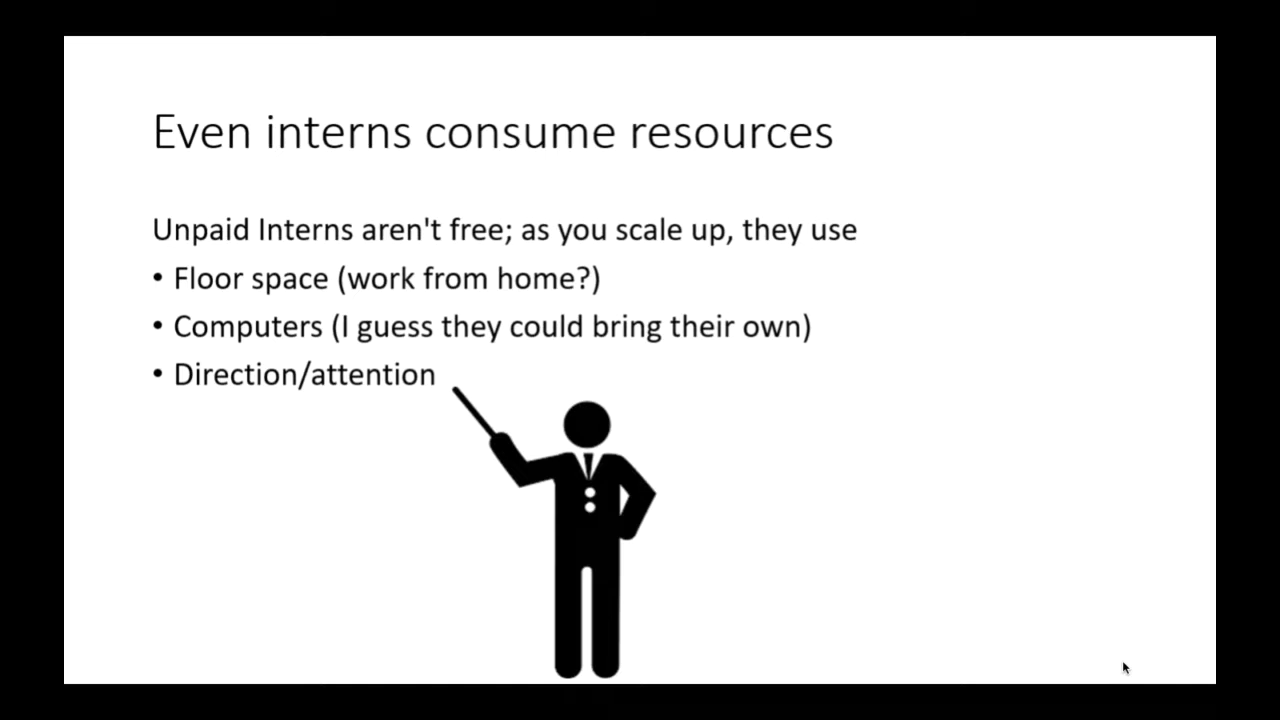 Even interns consume resources
Unpaid Interns aren't free; as you scale up, they use
• Floor space (work from home?)
• Computers (I guess they could bring their own)
• Direction/attention